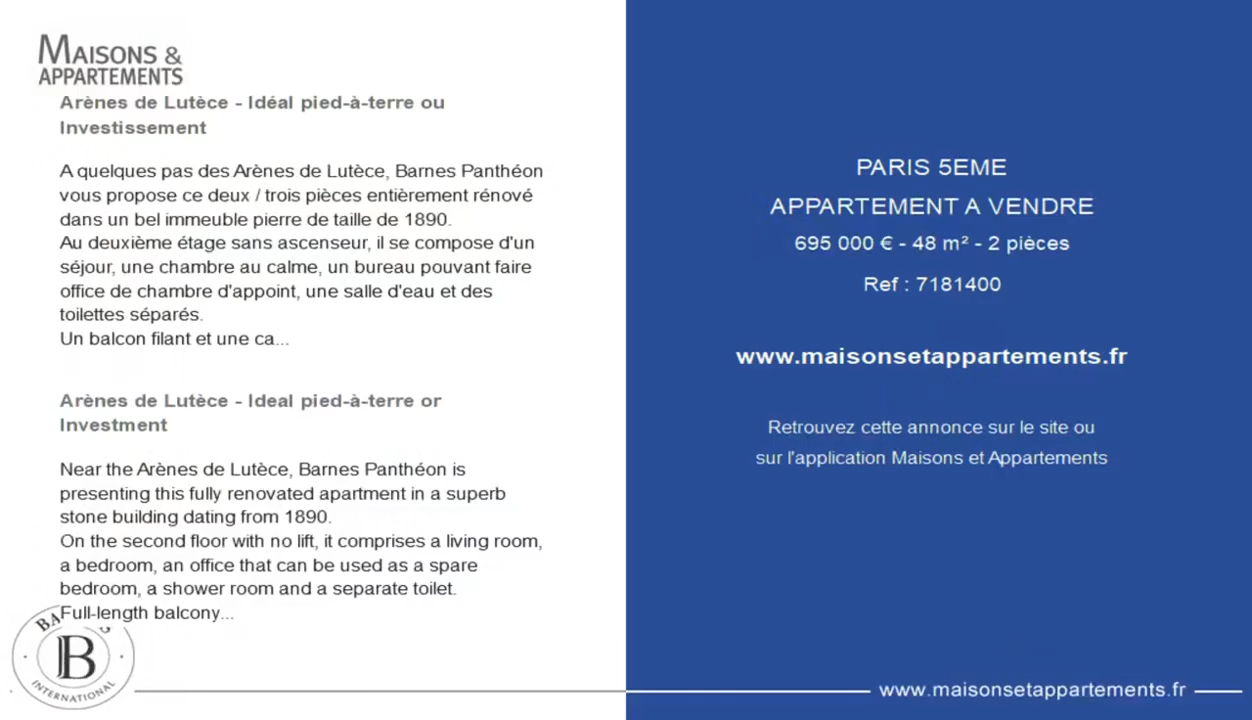 MAISONS &
APPARTEMENTS
Arènes de Lutèce - Idéal pied-à-terre ou
Investissement
A quelques pas des Arènes de Lutèce, Barnes Panthéon
vous propose ce deux / trois pièces entièrement rénové
dans un bel immeuble pierre de taille de 1890.
Au deuxième étage sans ascenseur, il se compose d'un
séjour, une chambre au calme, un bureau pouvant faire
office de chambre d'appoint, une salle d'eau et des
toilettes séparés.
Un balcon filant et une ca...
Arènes de Lutèce - Ideal pied-à-terre or
Investment
Near the Arènes de Lutèce, Barnes Panthéon is
presenting this fully renovated apartment in a superb
stone building dating from 1890.
On the second floor with no lift, it comprises a living room,
a bedroom, an office that can be used as a spare
bedroom, a shower room and a separate toilet.
Full-length balcony...
B
INTERNATIONAL
PARIS 5EME
APPARTEMENT A VENDRE
695 000 € - 48 m² - 2 pièces
Ref : 7181400
www.maisonsetappartements.fr
Retrouvez cette annonce sur le site ou
sur l'application Maisons et Appartements
www.maisonsetappartements.fr